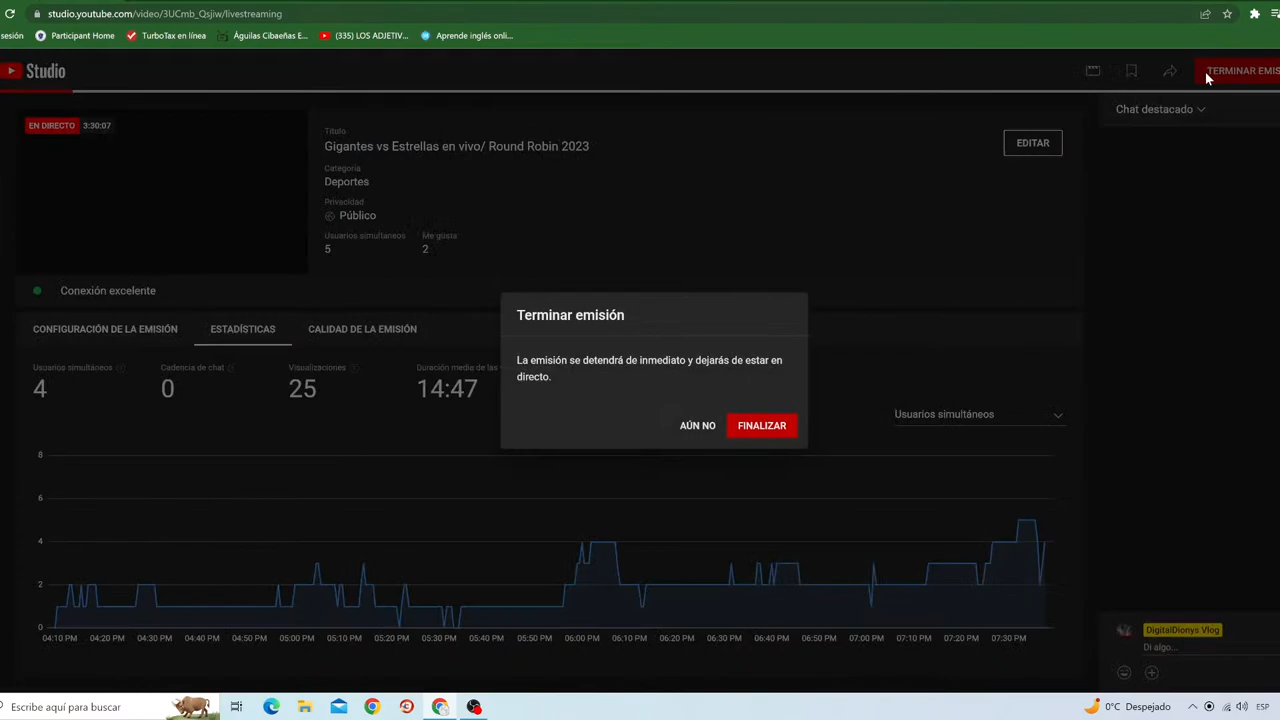 studio.youtube.com/video/3UCmb_Qsjiw/livestreaming
sesión Participant Home TurboTax en línea Águilas Cibaeñas E... (335) LOS ADJETIV... Aprende inglés onli...
Studio
TERMINAR EMIS
Chat destacado
EN DIRECTO 3:30:07
Título
Gigantes vs Estrellas en vivo/ Round Robin 2023
EDITAR
Categoría
Deportes
Privacidad
Público
Usuarios simultáneos Me gusta
5 2
Conexión excelente
Terminar emisión
La emisión se detendrá de inmediato y dejarás de estar en
directo.
AÚN NO FINALIZAR
CONFIGURACIÓN DE LA EMISIÓN ESTADÍSTICAS CALIDAD DE LA EMISIÓN
Usuarios simultáneos Cadencia de chat Visualizaciones Duración media de las
4 0 25 14:47
Usuarios simultáneos
8
6
4
2
0
04:10 PM 04:20 PM 04:30 PM 04:40 PM 04:50 PM 05:00 PM 05:10 PM 05:20 PM 05:30 PM 05:40 PM 05:50 PM 06:00 PM 06:10 PM 06:20 PM 06:30 PM 06:40 PM 06:50 PM 07:00 PM 07:10 PM 07:20 PM 07:30 PM
DigitalDionys Vlog
Di algo...
Escribe aquí para buscar
0°C Despejado ESP